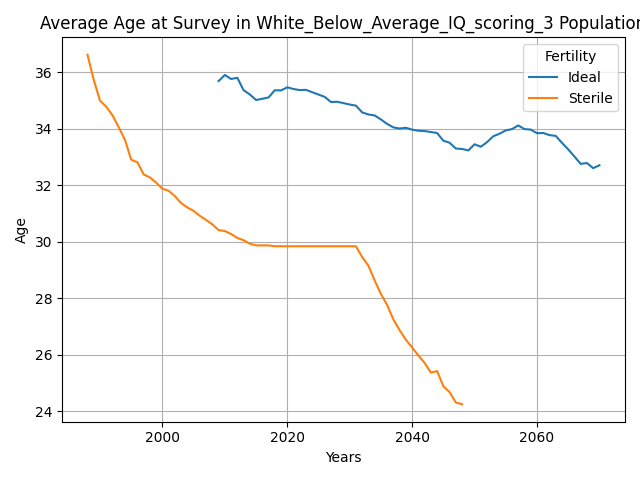 Average Age at Survey in White_Below_Average_IQ_scoring_3 Population
Fertility
Ideal
Sterile
Age
36
34
32
30
28
26
24
2000
2020
2040
2060
Years